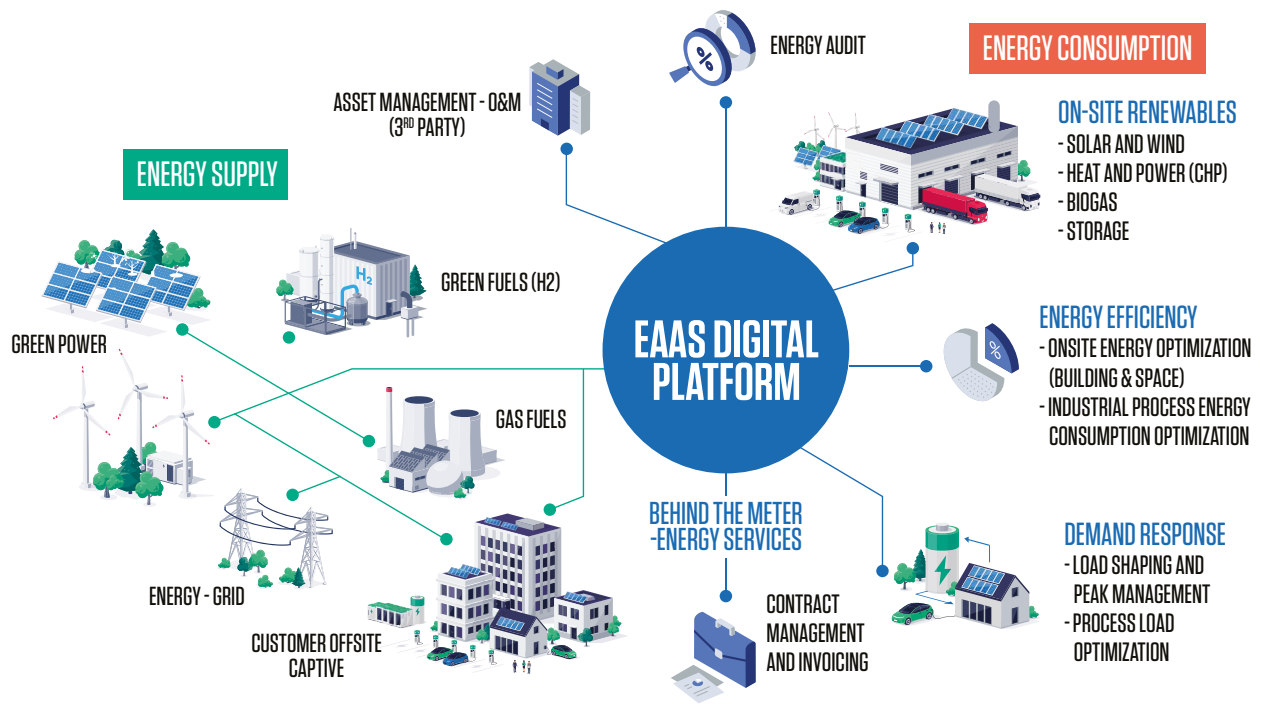 ENERGY AUDIT
ENERGY CONSUMPTION
ASSET MANAGEMENT - O&M
(3RD PARTY)
ON-SITE RENEWABLES
- SOLAR AND WIND
- HEAT AND POWER (CHP)
- BIOGAS
- STORAGE
ENERGY SUPPLY
H2
GREEN FUELS (H2)
GREEN POWER
EAAS DIGITAL
PLATFORM
ENERGY EFFICIENCY
- ONSITE ENERGY OPTIMIZATION
(BUILDING & SPACE)
- INDUSTRIAL PROCESS ENERGY
CONSUMPTION OPTIMIZATION
%
%
GAS FUELS
BEHIND THE METER
-ENERGY SERVICES
DEMAND RESPONSE
- LOAD SHAPING AND
PEAK MANAGEMENT
- PROCESS LOAD
OPTIMIZATION
ENERGY - GRID
CUSTOMER OFFSITE
CAPTIVE
CONTRACT
MANAGEMENT
AND INVOICING